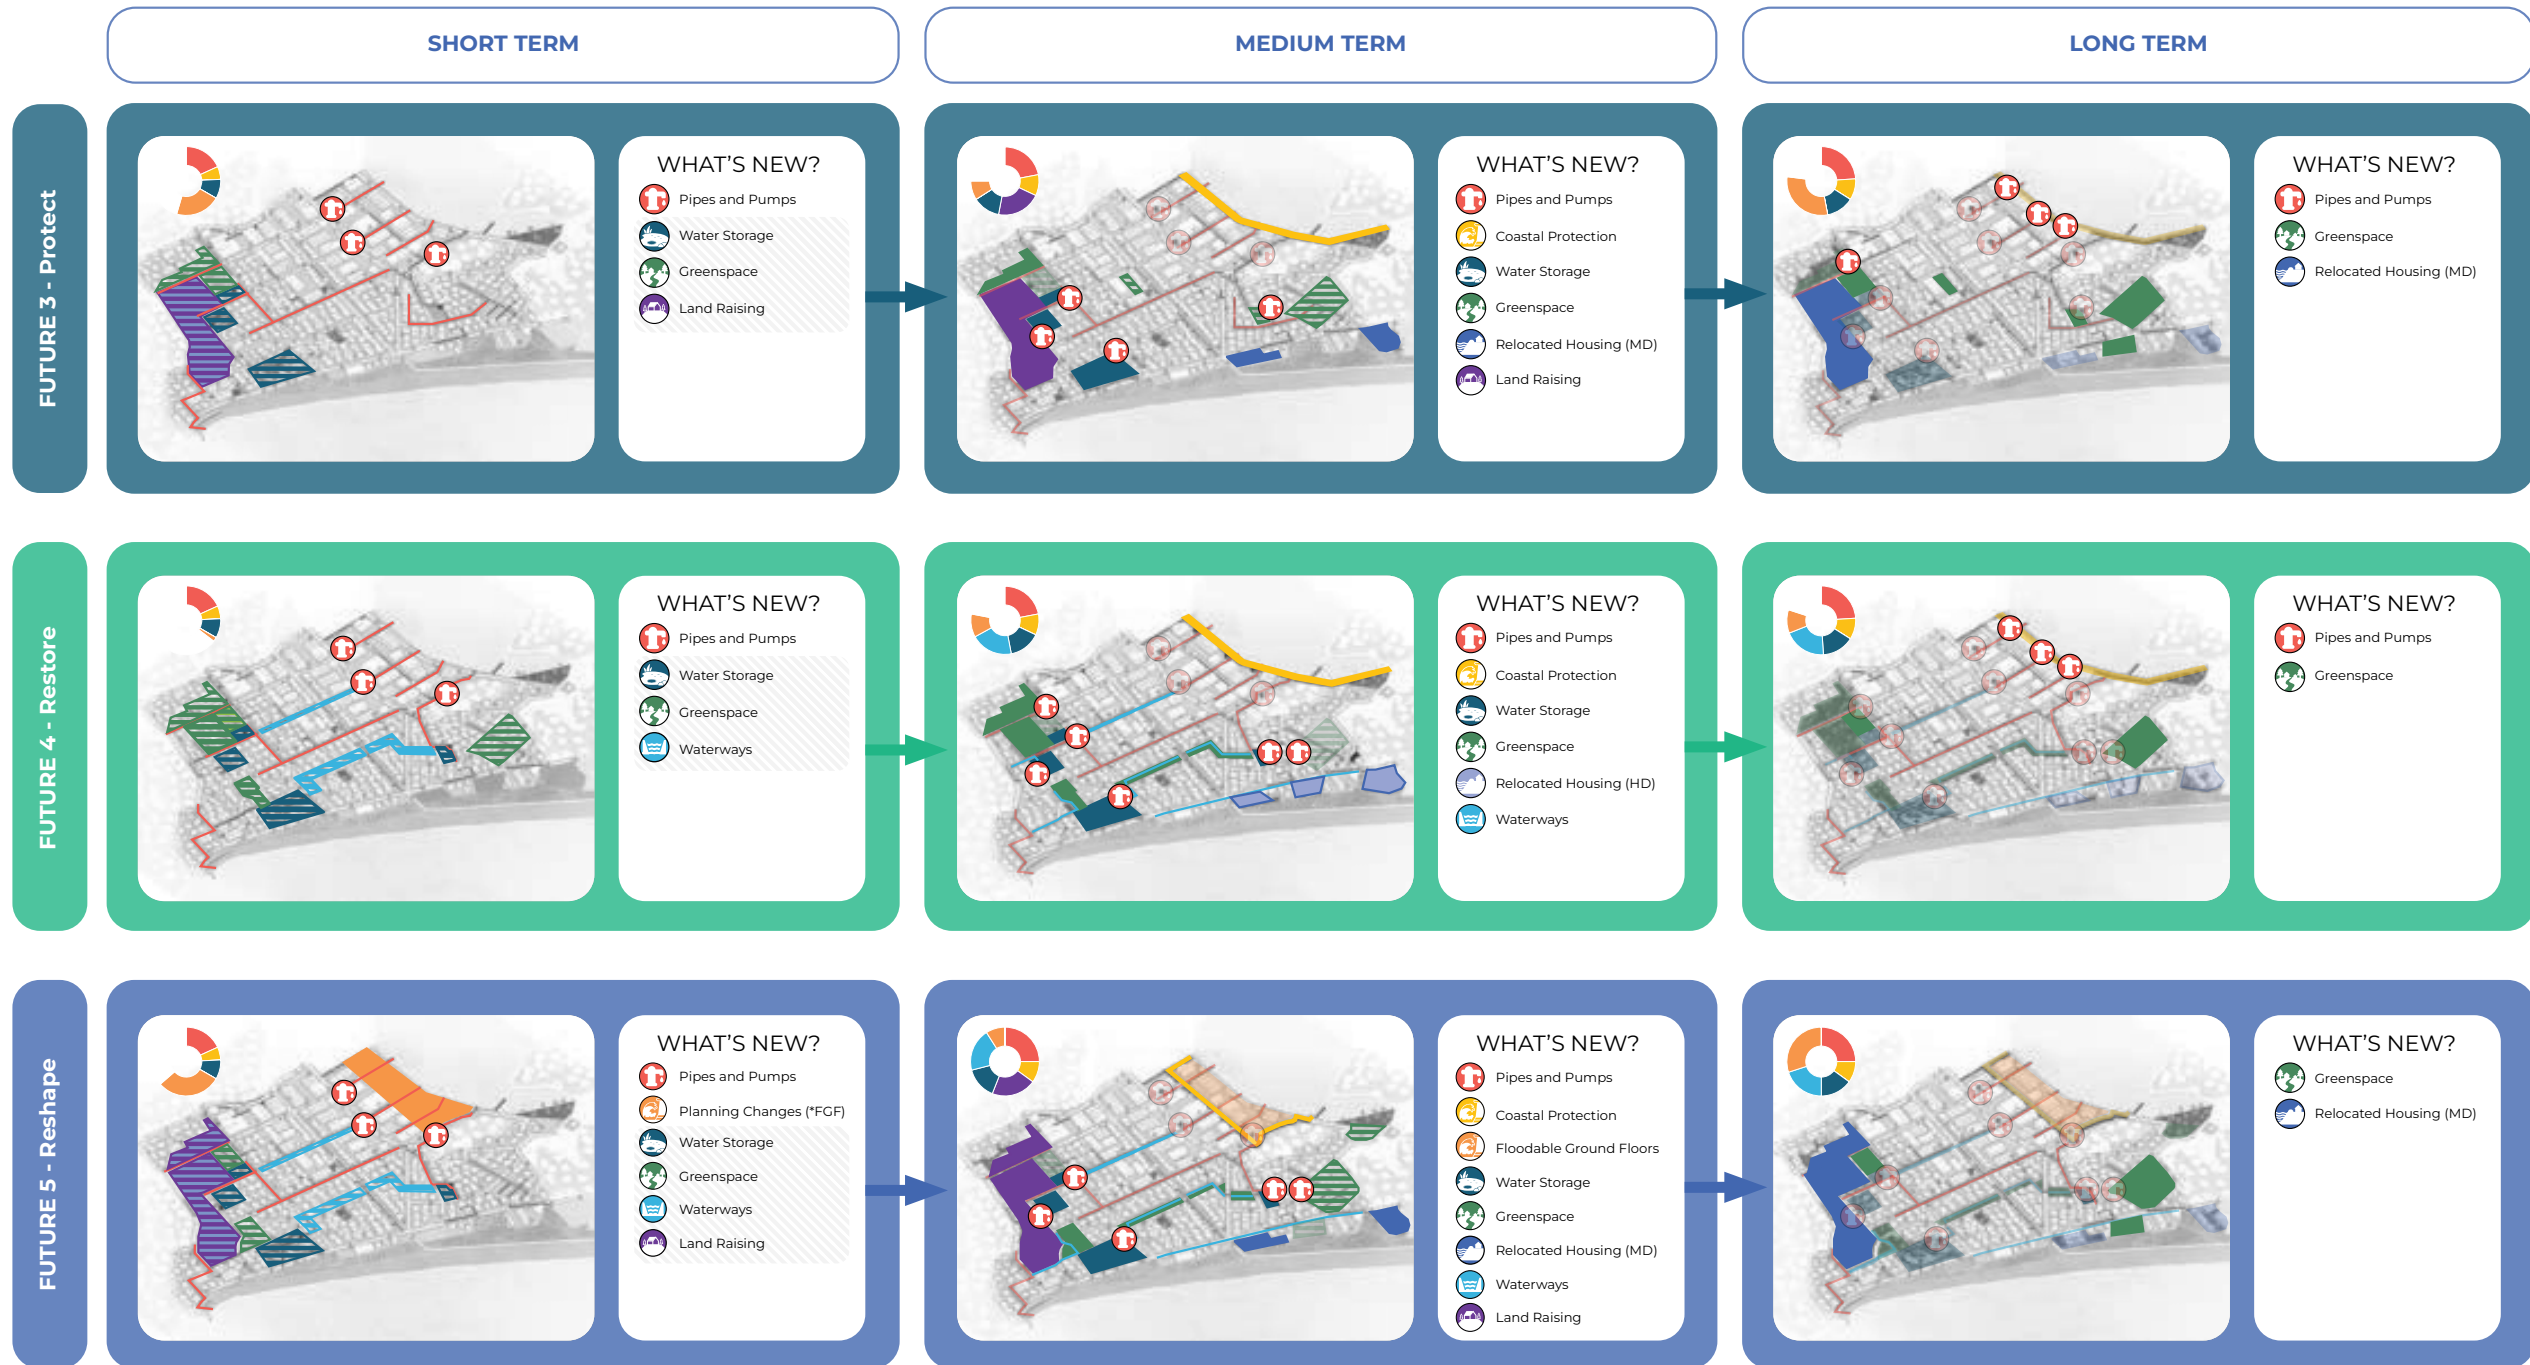 SHORT TERM
MEDIUM TERM
LONG TERM
FUTURE 3 - Protect
WHAT'S NEW?
Pipes and Pumps
Water Storage
Greenspace
Land Raising
WHAT'S NEW?
Pipes and Pumps
Coastal Protection
Water Storage
Greenspace
Relocated Housing (MD)
Land Raising
WHAT'S NEW?
Pipes and Pumps
Greenspace
Relocated Housing (MD)
FUTURE 4 - Restore
WHAT'S NEW?
Pipes and Pumps
Water Storage
Greenspace
Waterways
WHAT'S NEW?
Pipes and Pumps
Coastal Protection
Water Storage
Greenspace
Relocated Housing (HD)
Waterways
WHAT'S NEW?
Pipes and Pumps
Greenspace
FUTURE 5 - Reshape
WHAT'S NEW?
Pipes and Pumps
Planning Changes (*FGF)
Water Storage
Greenspace
Waterways
Land Raising
WHAT'S NEW?
Pipes and Pumps
Coastal Protection
Floodable Ground Floors
Water Storage
Greenspace
Relocated Housing (MD)
Waterways
Land Raising
WHAT'S NEW?
Greenspace
Relocated Housing (MD)